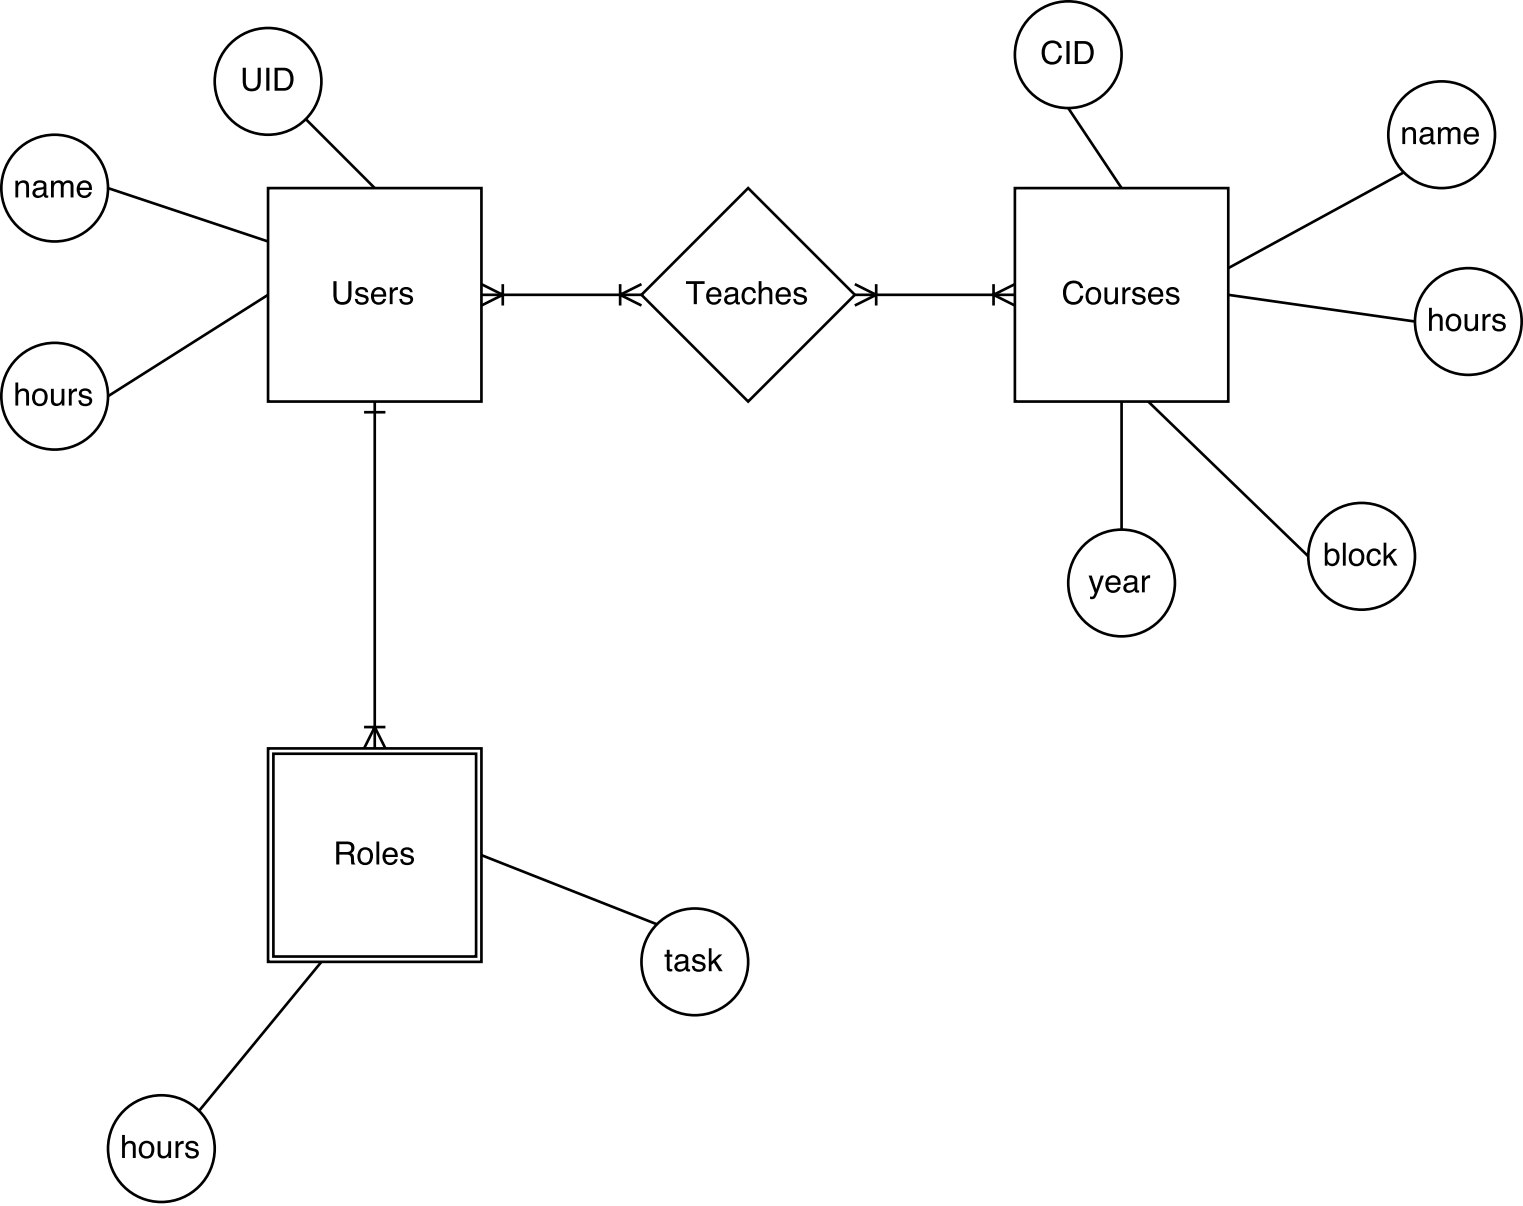 CID
UID
name
name
Users
Teaches
Courses
hours
hours
block
year
Roles
task
hours